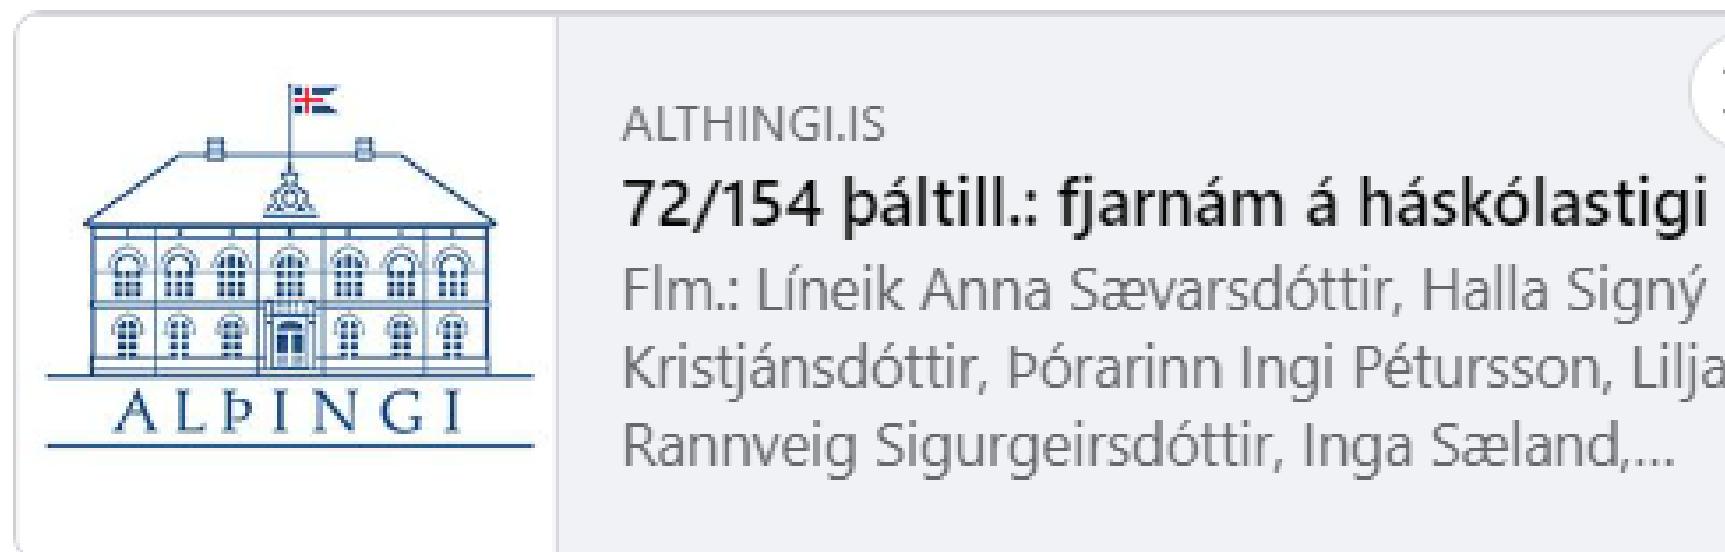 ALÞINGI
ALTHINGI.IS
72/154 þáltill.: fjarnám á háskólastigi
Flm.: Líneik Anna Sævarsdóttir, Halla Signý
Kristjánsdóttir, Þórarinn Ingi Pétursson, Lilja
Rannveig Sigurgeirsdóttir, Inga Sæland,...